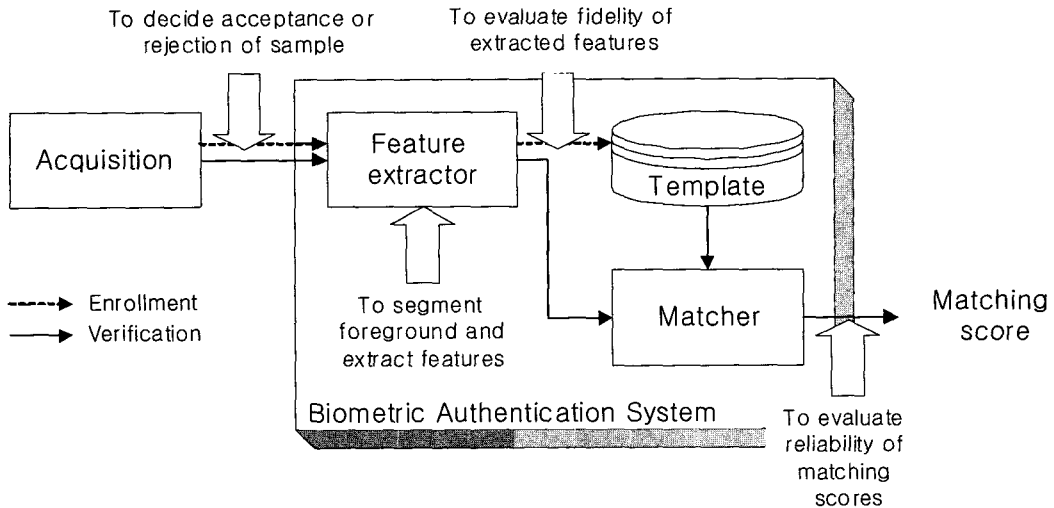 To decide acceptance or
rejection of sample
To evaluate fidelity of
extracted features
Acquisition
Feature
extractor
Template
Enrollment
Verification
To segment
foreground and
extract features
Matcher
Matching
score
Biometric Authentication System
To evaluate
reliability of
matching
scores